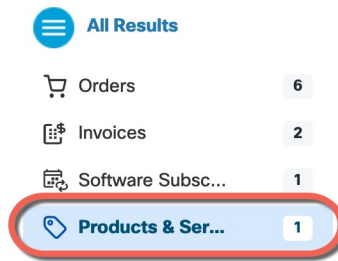 All Results
Orders 6
Invoices 2
Software Subsc... 1
Products & Ser... 1